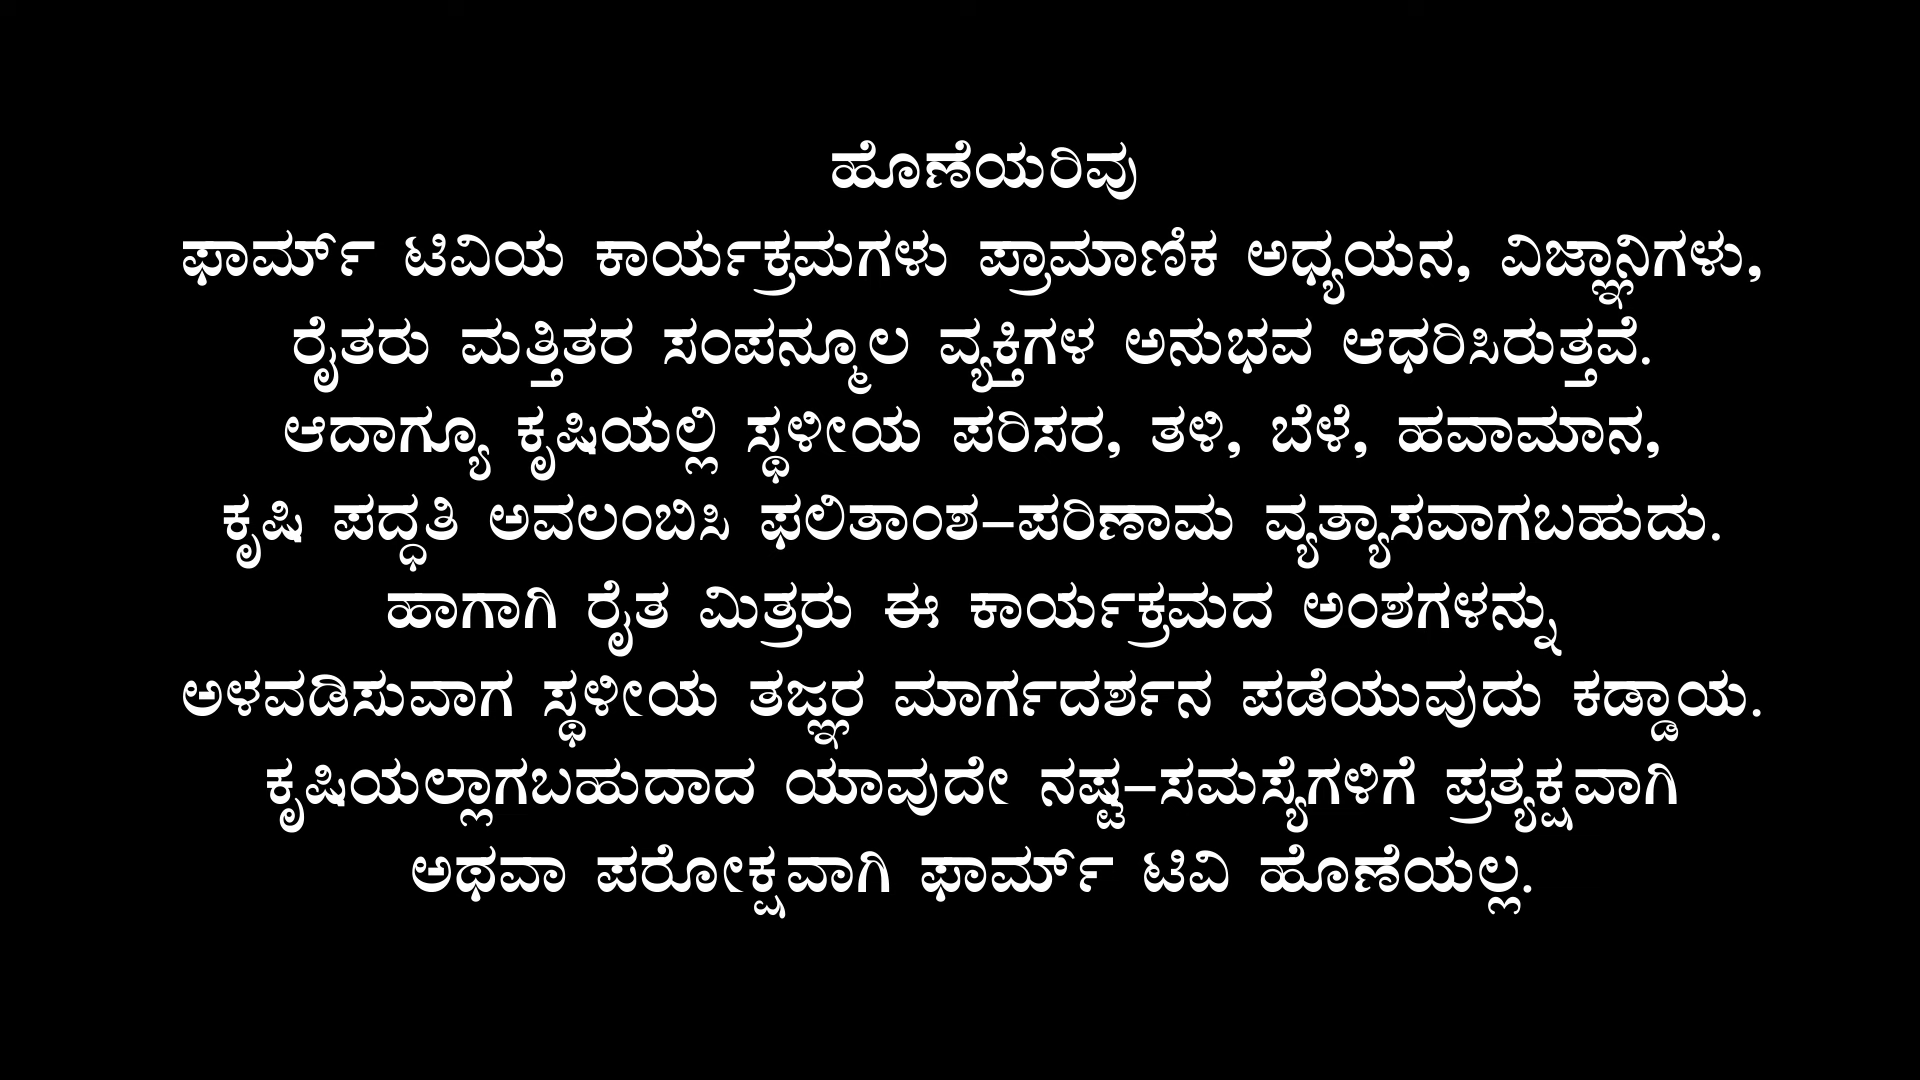 ಹೊಣೆಯರಿವು
ಫಾರ್ಮ್ ಟಿವಿಯ ಕಾರ್ಯಕ್ರಮಗಳು ಪ್ರಾಮಾಣಿಕ ಅಧ್ಯಯನ, ವಿಜ್ಞಾನಿಗಳು,
ರೈತರು ಮತ್ತಿತರ ಸಂಪನ್ಮೂಲ ವ್ಯಕ್ತಿಗಳ ಅನುಭವ ಆಧರಿಸಿರುತ್ತವೆ.
ಆದಾಗ್ಯೂ ಕೃಷಿಯಲ್ಲಿ ಸ್ಥಳೀಯ ಪರಿಸರ, ತಳಿ, ಬೆಳೆ, ಹವಾಮಾನ,
ಕೃಷಿ ಪದ್ಧತಿ ಅವಲಂಬಿಸಿ ಫಲಿತಾಂಶ–ಪರಿಣಾಮ ವ್ಯತ್ಯಾಸವಾಗಬಹುದು.
ಹಾಗಾಗಿ ರೈತ ಮಿತ್ರರು ಈ ಕಾರ್ಯಕ್ರಮದ ಅಂಶಗಳನ್ನು
ಅಳವಡಿಸುವಾಗ ಸ್ಥಳೀಯ ತಜ್ಞರ ಮಾರ್ಗದರ್ಶನ ಪಡೆಯುವುದು ಕಡ್ಡಾಯ.
ಕೃಷಿಯಲ್ಲಾಗಬಹುದಾದ ಯಾವುದೇ ನಷ್ಟ–ಸಮಸ್ಯೆಗಳಿಗೆ ಪ್ರತ್ಯಕ್ಷವಾಗಿ
ಅಥವಾ ಪರೋಕ್ಷವಾಗಿ ಫಾರ್ಮ್ ಟಿವಿ ಹೊಣೆಯಲ್ಲ.